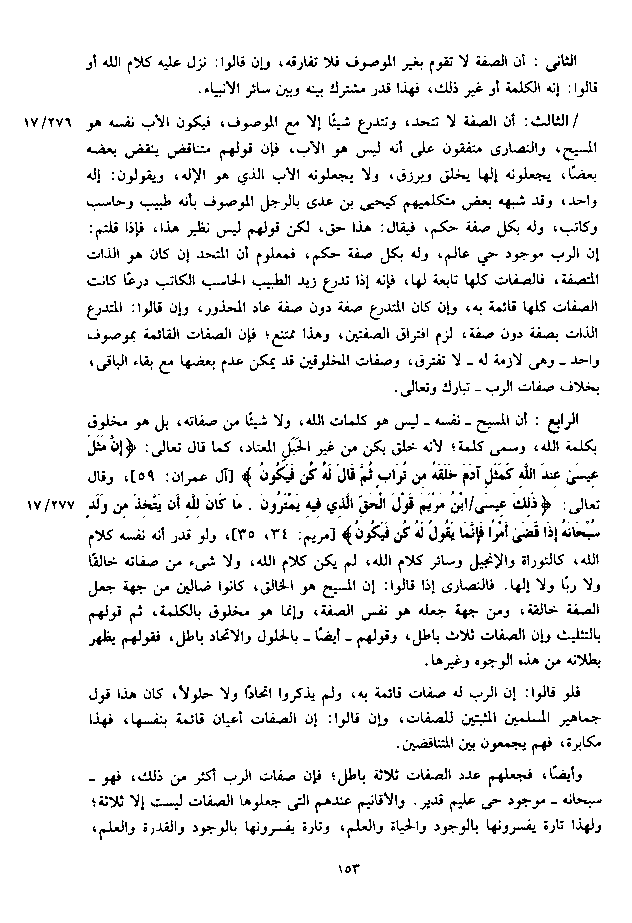 الثانى : أن الصفة لا تقوم بغير الموصوف فلا تفارقه، وإن قالوا: نزل عليه كلام الله أو
قالوا: إنه الكلمة أو غير ذلك، فهذا قدر مشترك بينه وبين سائر الأنبياء.
١٧/٢٧٦ / الثالث: أن الصفة لا تتحد، وتتدرع شيئًا إلا مع الموصوف، فيكون الأب نفسه هو
المسيح، والنصارى متفقون على أنه ليس هو الأب، فإن قولهم متناقض ينقض بعضه
بعضًا، يجعلونه إلها يخلق ويرزق، ولا يجعلونه الأب الذي هو الإله، ويقولون: إله
واحد، وقد شبهه بعض متكلميهم كيحيى بن عدى بالرجل الموصوف بأنه طبيب وحاسب
وكاتب، وله بكل صفة حكم، فيقال: هذا حق، لكن قولهم ليس نظير هذا، فإذا قلتم:
إن الرب موجود حي عالم، وله بكل صفة حكم، فمعلوم أن المتحد إن كان هو الذات
المتصفة، فالصفات كلها تابعة لها، فإنه إذا تدرع زيد الطبيب الحاسب الكاتب درعًا كانت
الصفات كلها قائمة به، وإن كان المتدرع صفة دون صفة عاد المحذور، وإن قالوا: المتدرع
الذات بصفة دون صفة، لزم افتراق الصفتين، وهذا ممتنع؛ فإن الصفات القائمة بموصوف
واحد ـ وهى لازمة له ـ لا تفترق، وصفات المخلوقين قد يمكن عدم بعضها مع بقاء الباقى،
بخلاف صفات الرب ـ تبارك وتعالى.
الرابع : أن المسيح ـ نفسه ـ ليس هو كلمات الله، ولا شيئًا من صفاته، بل هو مخلوق
بكلمة الله، وسمى كلمة؛ لأنه خلق بكن من غير الحَبَل المعتاد، كما قال تعالى: ﴿إِنَّ مَثَلَ
عِيسَىٰ عِندَ اللَّهِ كَمَثَلِ آدَمَ خَلَقَهُ مِن تُرَابٍ ثُمَّ قَالَ لَهُ كُن فَيَكُونُ﴾ [آل عمران: ٥٩]، وقال
١٧/٢٧٧ تعالى: ﴿ذَلِكَ عِيسَى/ابْنُ مَرْيَمَ قَوْلَ الْحَقِّ الَّذِي فِيهِ يَمْتَرُونَ . مَا كَانَ لِلَّهِ أَن يَتَّخِذَ مِن وَلَدٍ
سُبْحَانَهُ إِذَا قَضَىٰ أَمْرًا فَإِنَّمَا يَقُولُ لَهُ كُن فَيَكُونُ﴾ [مريم: ٣٤، ٣٥]، ولو قدر أنه نفسه كلام
الله، كالتوراة والإنجيل وسائر كلام الله، لم يكن كلام الله، ولا شىء من صفاته خالقًا
ولا ربًا ولا إلها. فالنصارى إذا قالوا: إن المسيح هو الخالق، كانوا ضالين من جهة جعل
الصفة خالقة، ومن جهة جعله هو نفس الصفة، وإنما هو مخلوق بالكلمة، ثم قولهم
بالتثليث وإن الصفات ثلاث باطل، وقولهم ـ أيضًا ـ بالحلول والاتحاد باطل، فقولهم يظهر
بطلانه من هذه الوجوه وغيرها.
فلو قالوا: إن الرب له صفات قائمة به، ولم يذكروا اتحادًا ولا حلولاً، كان هذا قول
جماهير المسلمين المثبتين للصفات، وإن قالوا: إن الصفات أعيان قائمة بنفسها، فهذا
مكابرة، فهم يجمعون بين المتناقضين.
وأيضًا، فجعلهم عدد الصفات ثلاثة باطل؛ فإن صفات الرب أكثر من ذلك، فهو ـ
سبحانه ـ موجود حى عليم قدير. والأقانيم عندهم التى جعلوها الصفات ليست إلا ثلاثة؛
ولهذا تارة يفسرونها بالوجود والحياة والعلم، وتارة يفسرونها بالوجود والقدرة والعلم،
١٥٣